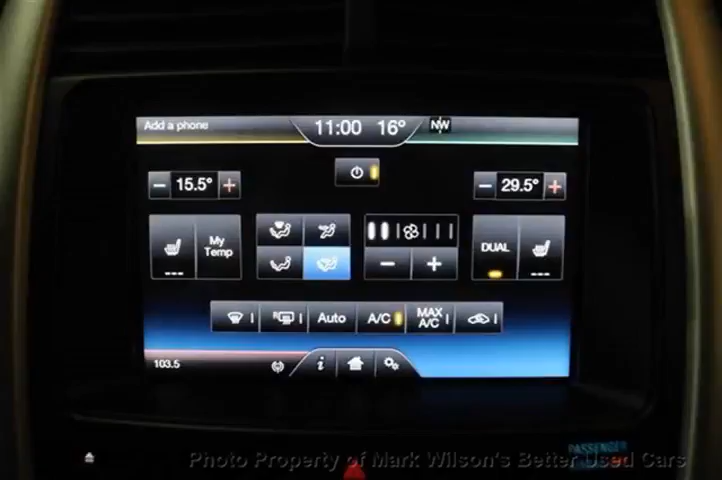 Add a phone 11:00 16° NW
15.5° 29.5°
My
Temp
DUAL
R Auto A/C MAX
A/C
103.5
PASSENGER
Photo Property of Mark Wilson's Better Used Cars